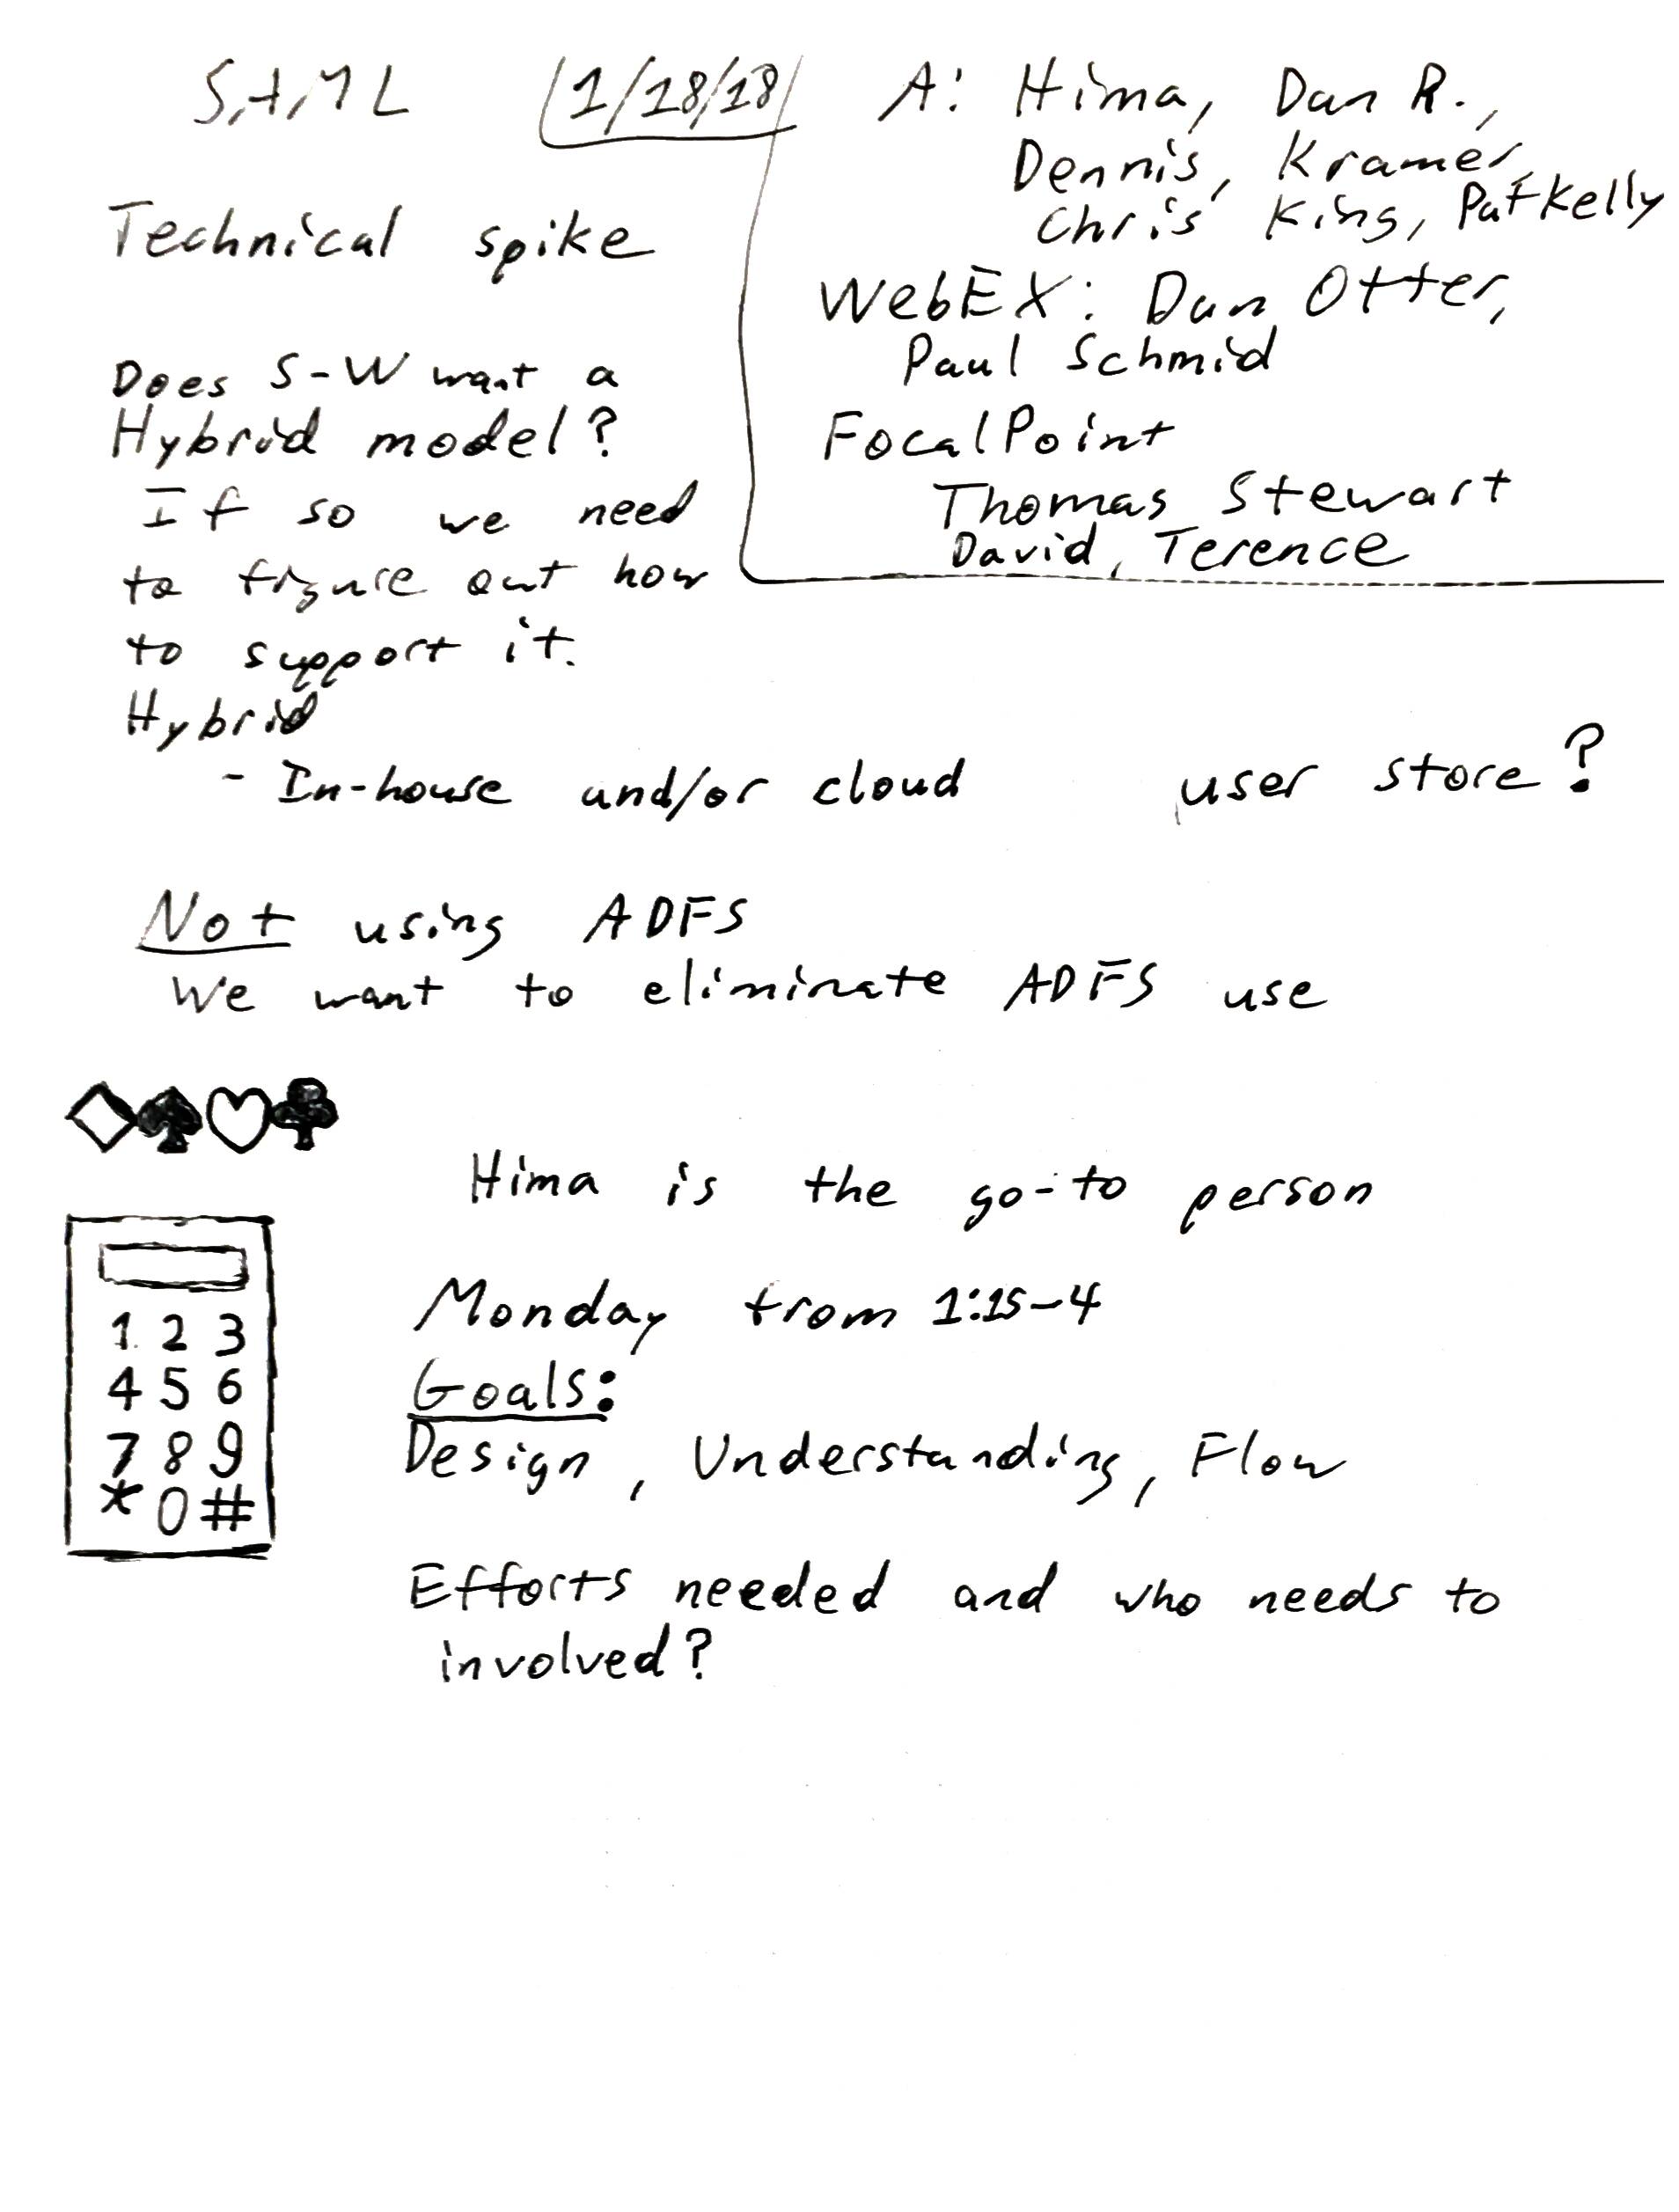 SAML
1/18/18
A: Hima, Dan R.,
Dennis, Kramer,
Chris King, Pat Kelly
WebEX: Dan Otter,
Paul Schmid
FocalPoint
Thomas Stewart
David, Terence
Technical spike
Does S-W want a
Hybrid model?
If so we need
to figure out how
to support it.
Hybrid
- In-house and/or cloud user store?
Not using ADFS
We want to eliminate ADFS use
Hima is the go-to person
Monday from 1:15-4
Goals:
Design, Understanding, Flow
Efforts needed and who needs to
involved?
1 2 3
4 5 6
7 8 9
* 0 #